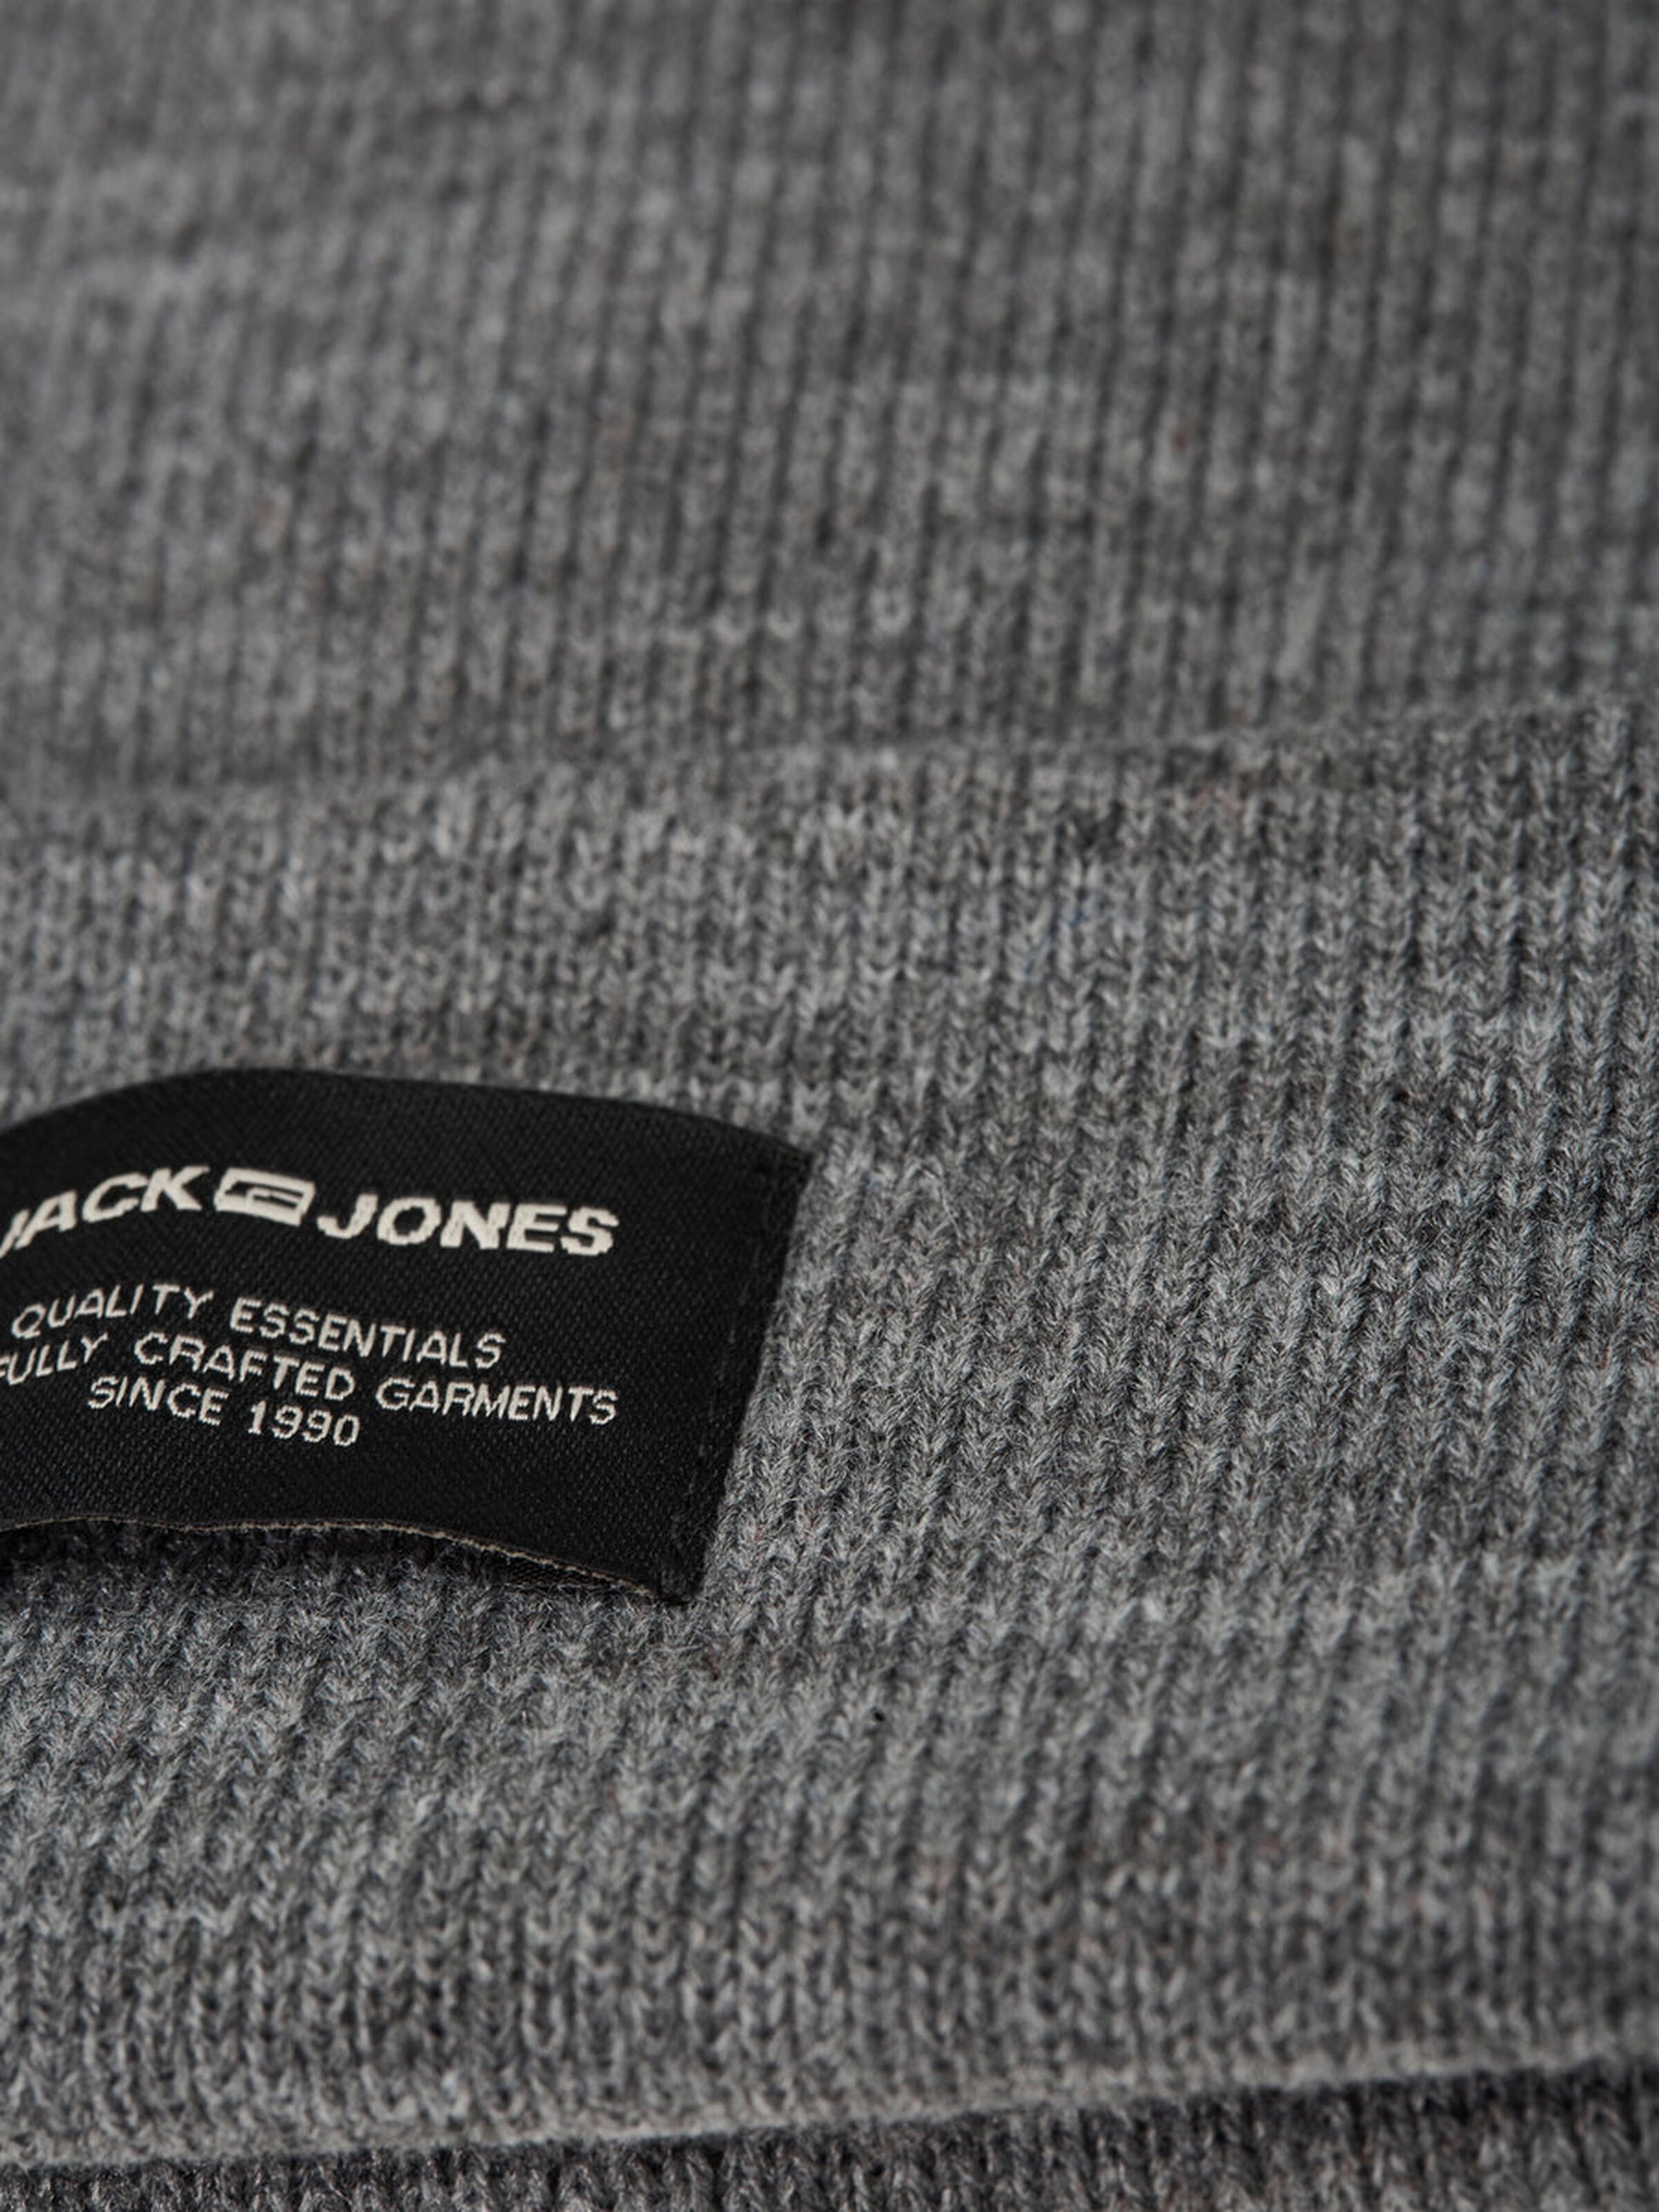 JACK JONES
QUALITY ESSENTIALS
FULLY CRAFTED GARMENTS
SINCE 1990